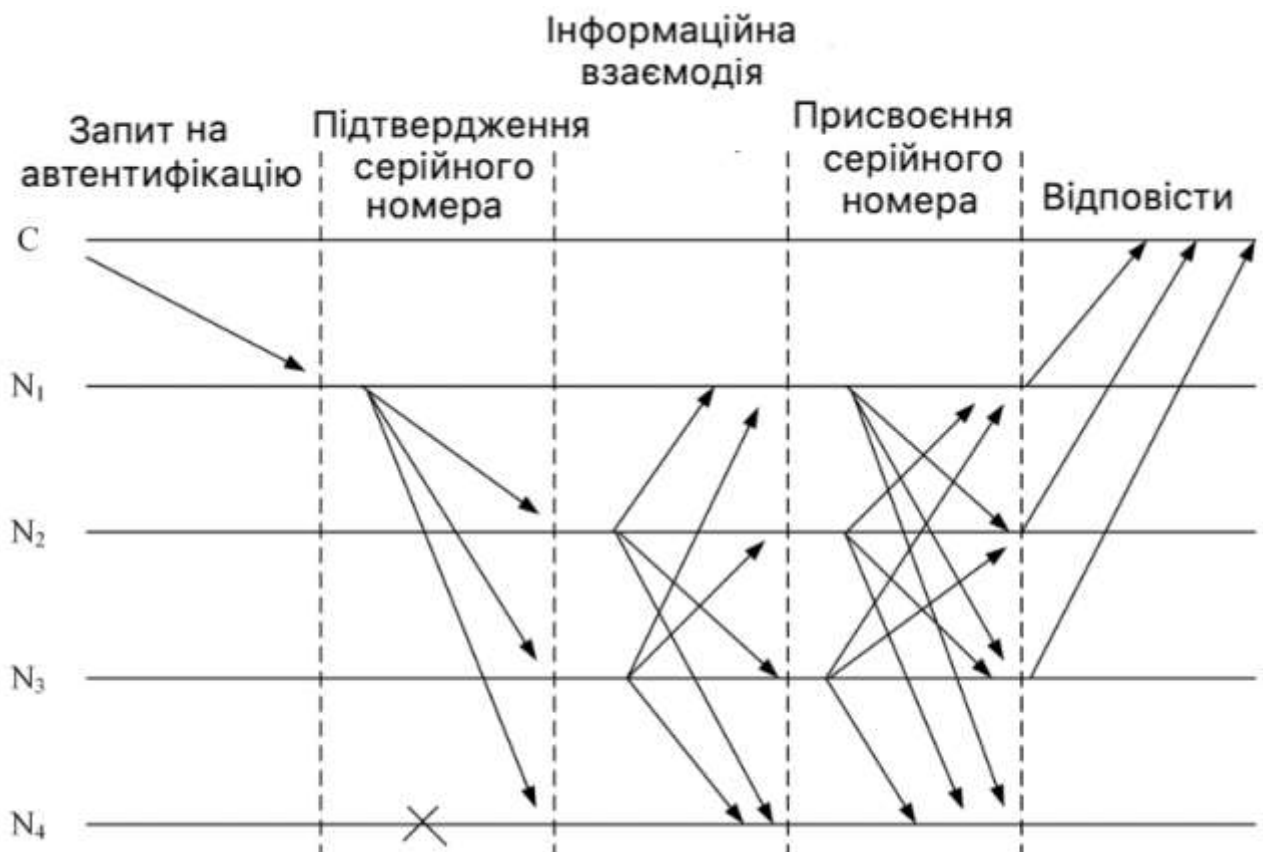 Інформаційна
взаємодія
Запит на
автентифікацію
Підтвердження
серійного
номера
Присвоєння
серійного
номера
Відповісти
C
N₁
N₂
N₃
N₄